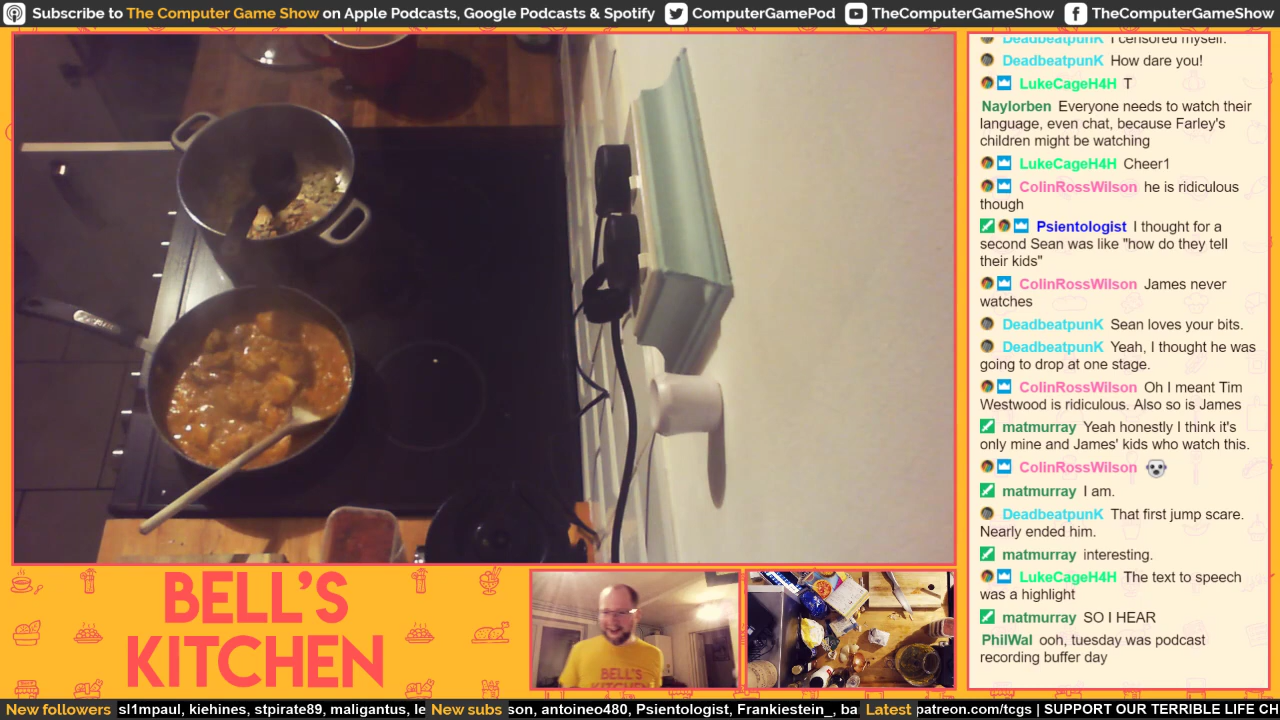 Subscribe to The Computer Game Show on Apple Podcasts, Google Podcasts & Spotify ComputerGamePod TheComputerGameShow TheComputerGameShow
DeadbeatpunK I censored myself.
DeadbeatpunK How dare you!
LukeCageH4H T
Naylorben Everyone needs to watch their
language, even chat, because Farley's
children might be watching
LukeCageH4H Cheer1
ColinRossWilson he is ridiculous
though
Psientologist I thought for a
second Sean was like "how do they tell
their kids"
ColinRossWilson James never
watches
DeadbeatpunK Sean loves your bits.
DeadbeatpunK Yeah, I thought he was
going to drop at one stage.
ColinRossWilson Oh I meant Tim
Westwood is ridiculous. Also so is James
matmurray Yeah honestly I think it's
only mine and James' kids who watch this.
ColinRossWilson
matmurray I am.
DeadbeatpunK That first jump scare.
Nearly ended him.
matmurray interesting.
LukeCageH4H The text to speech
was a highlight
matmurray SO I HEAR
PhilWal ooh, tuesday was podcast
recording buffer day
BELL'S
KITCHEN
BELL'S
KITCHEN
New followers sl1mpaul, kiehines, stpirate89, maligantus, le New subs son, antoineo480, Psientologist, Frankiestein_, ba Latest patreon.com/tcgs | SUPPORT OUR TERRIBLE LIFE CH